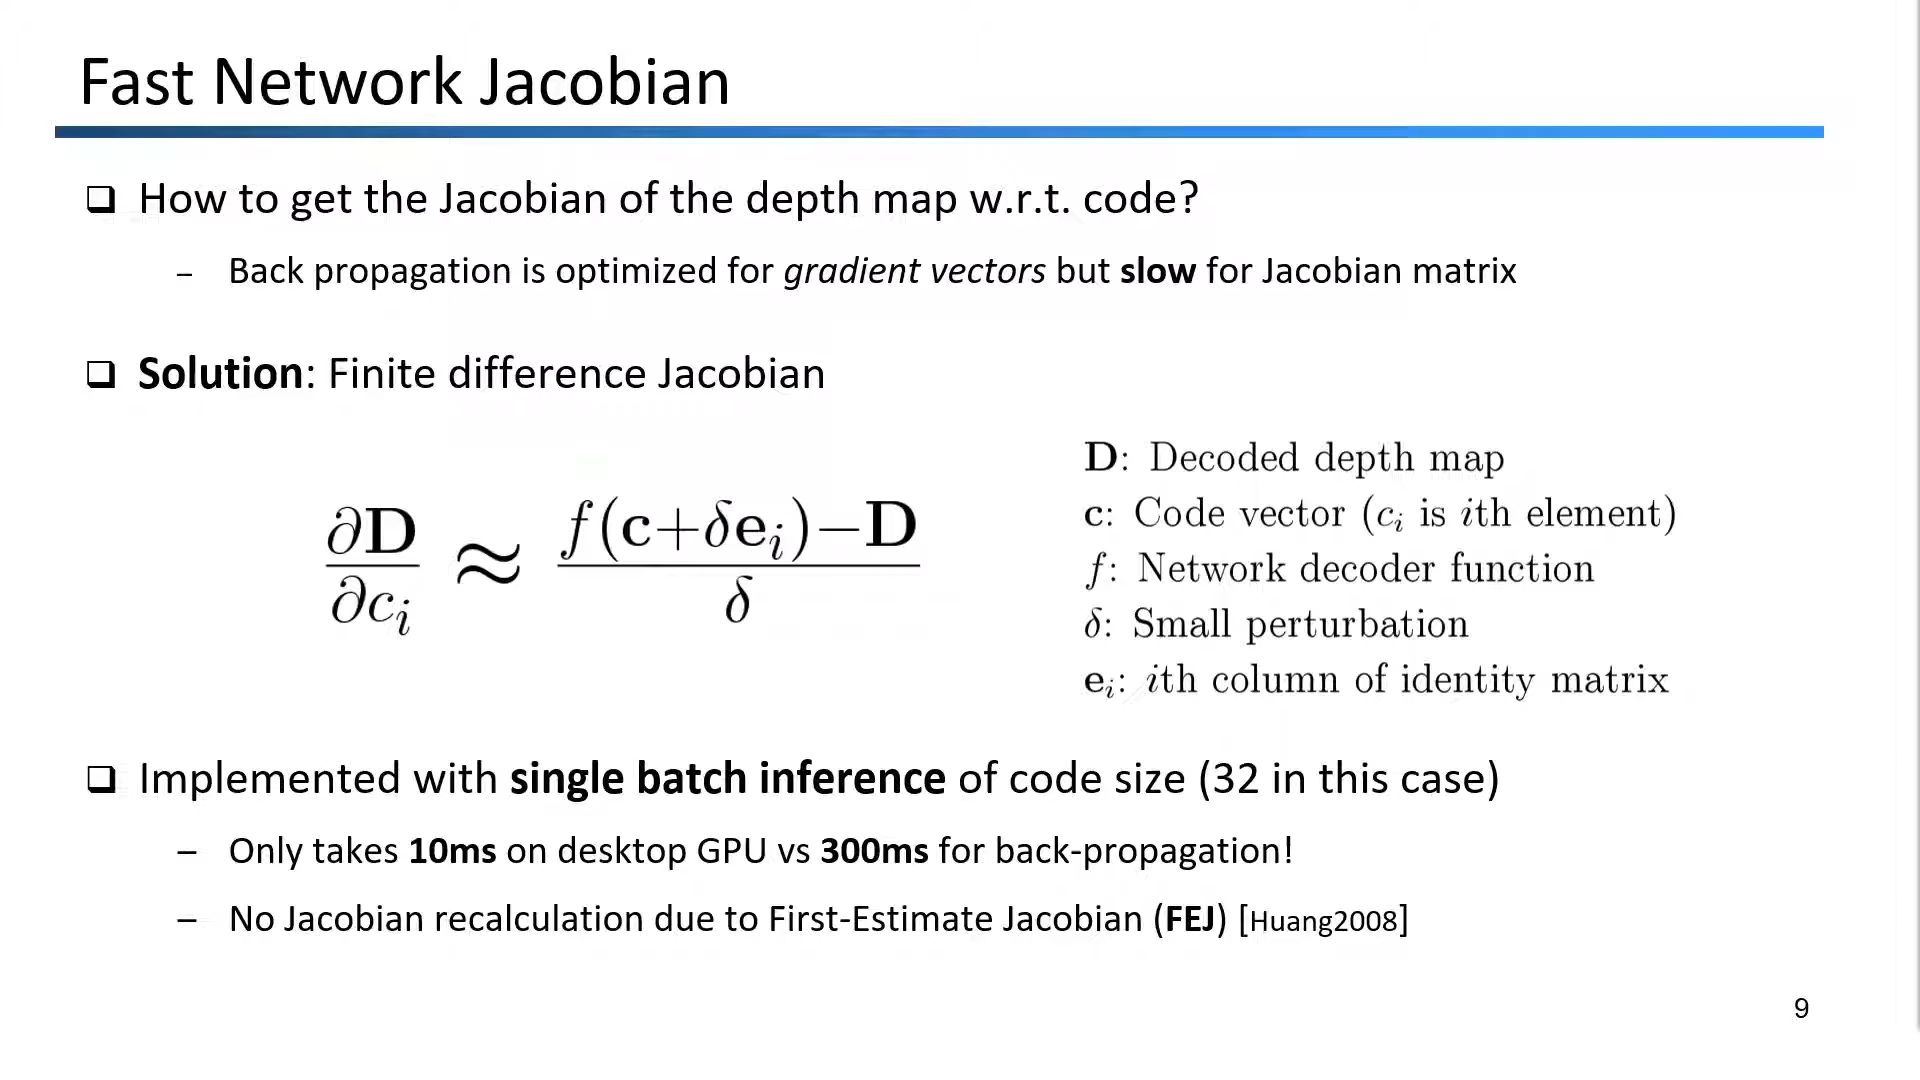 Fast Network Jacobian
❑ How to get the Jacobian of the depth map w.r.t. code?
– Back propagation is optimized for gradient vectors but slow for Jacobian matrix
❑ Solution: Finite difference Jacobian
∂D/∂cᵢ ≈ (f(c+δeᵢ)−D)/δ
D: Decoded depth map
c: Code vector (cᵢ is ith element)
f: Network decoder function
δ: Small perturbation
eᵢ: ith column of identity matrix
❑ Implemented with single batch inference of code size (32 in this case)
– Only takes 10ms on desktop GPU vs 300ms for back-propagation!
– No Jacobian recalculation due to First-Estimate Jacobian (FEJ) [Huang2008]
9